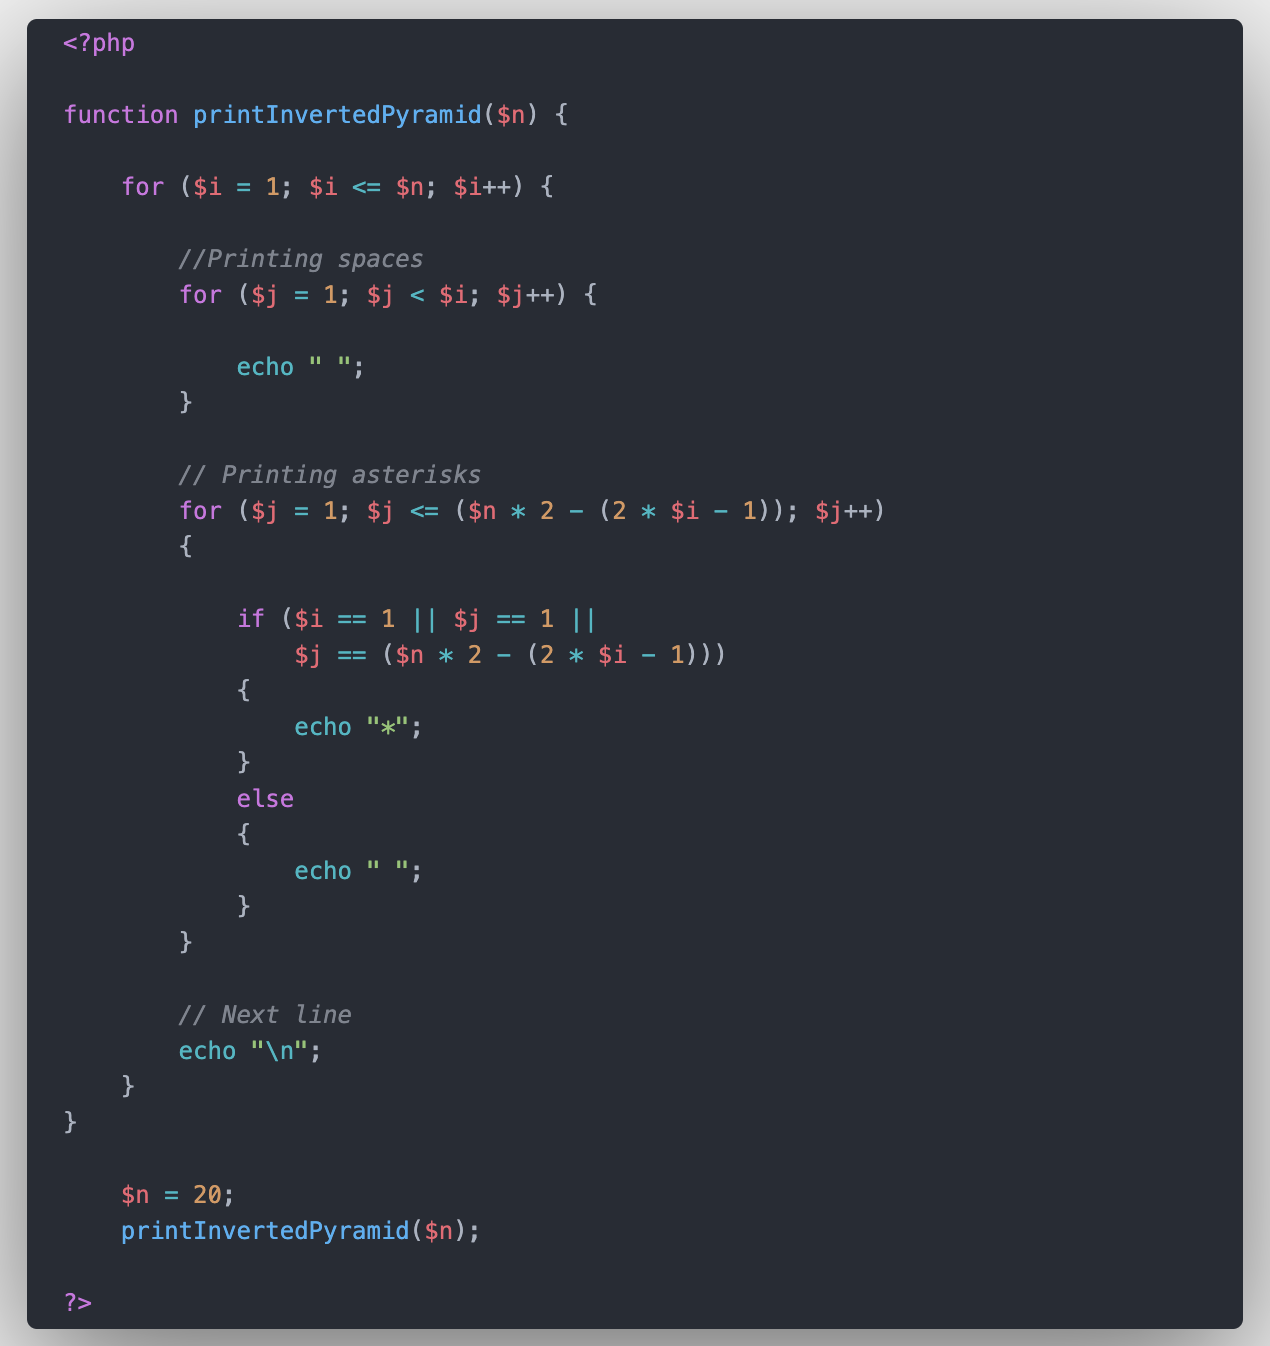 <?php
function printInvertedPyramid($n) {
    for ($i = 1; $i <= $n; $i++) {
        //Printing spaces
        for ($j = 1; $j < $i; $j++) {
            echo " ";
        }
        // Printing asterisks
        for ($j = 1; $j <= ($n * 2 - (2 * $i - 1)); $j++)
        {
            if ($i == 1 || $j == 1 ||
                $j == ($n * 2 - (2 * $i - 1)))
            {
                echo "*";
            }
            else
            {
                echo " ";
            }
        }
        // Next line
        echo "\n";
    }
}
    $n = 20;
    printInvertedPyramid($n);
?>